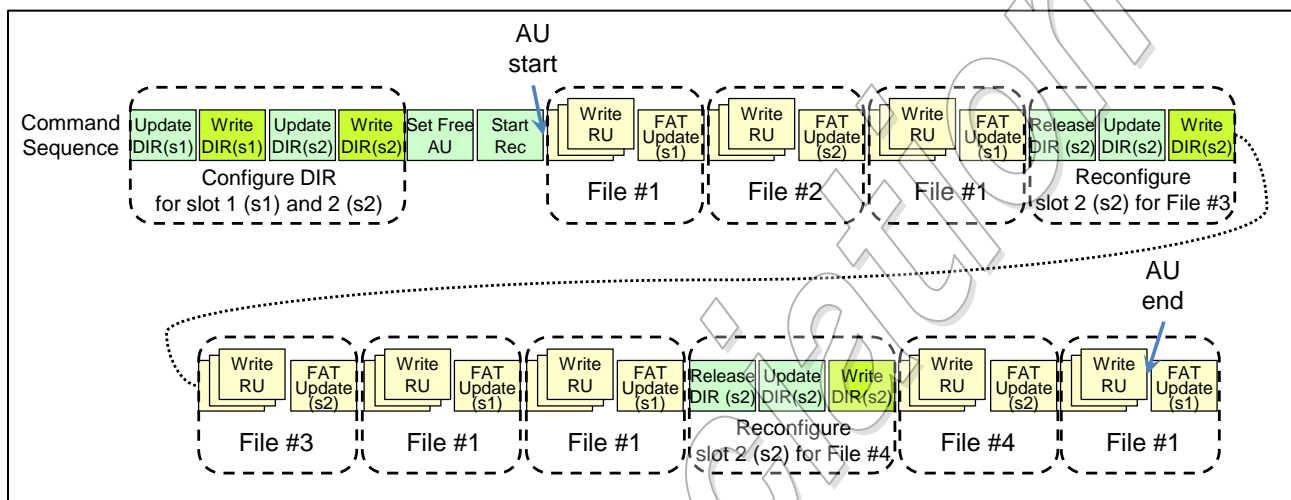 AU
start
Command
Sequence
Update
DIR(s1)
Write
DIR(s1)
Update
DIR(s2)
Write
DIR(s2)
Set Free
AU
Start
Rec
Write
RU
FAT
Update
(s1)
Write
RU
FAT
Update
(s2)
Write
RU
FAT
Update
(s1)
Release
DIR (s2)
Update
DIR(s2)
Write
DIR(s2)
Configure DIR
for slot 1 (s1) and 2 (s2)
File #1
File #2
File #1
Reconfigure
slot 2 (s2) for File #3
AU
end
Write
RU
FAT
Update
(s2)
Write
RU
FAT
Update
(s1)
Write
RU
FAT
Update
(s1)
Release
DIR (s2)
Update
DIR(s2)
Write
DIR(s2)
Write
RU
FAT
Update
(s2)
Write
RU
FAT
Update
(s1)
File #3
File #1
File #1
Reconfigure
slot 2 (s2) for File #4
File #4
File #1
ciation